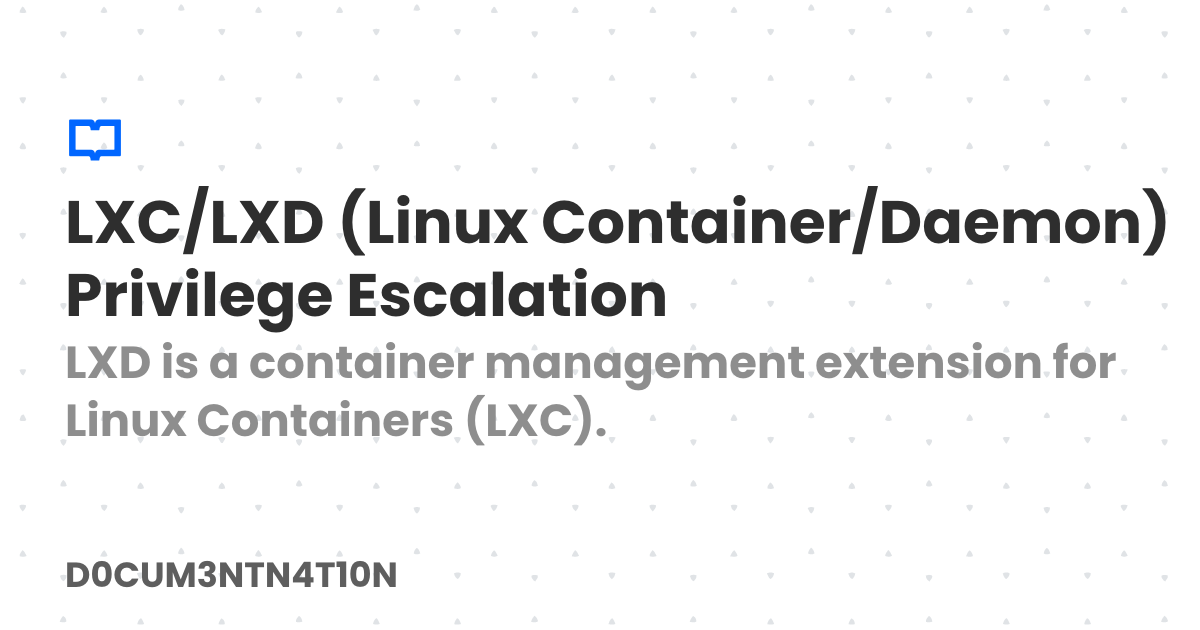 LXC/LXD (Linux Container/Daemon)
Privilege Escalation
LXD is a container management extension for
Linux Containers (LXC).
D0CUM3NTN4T10N